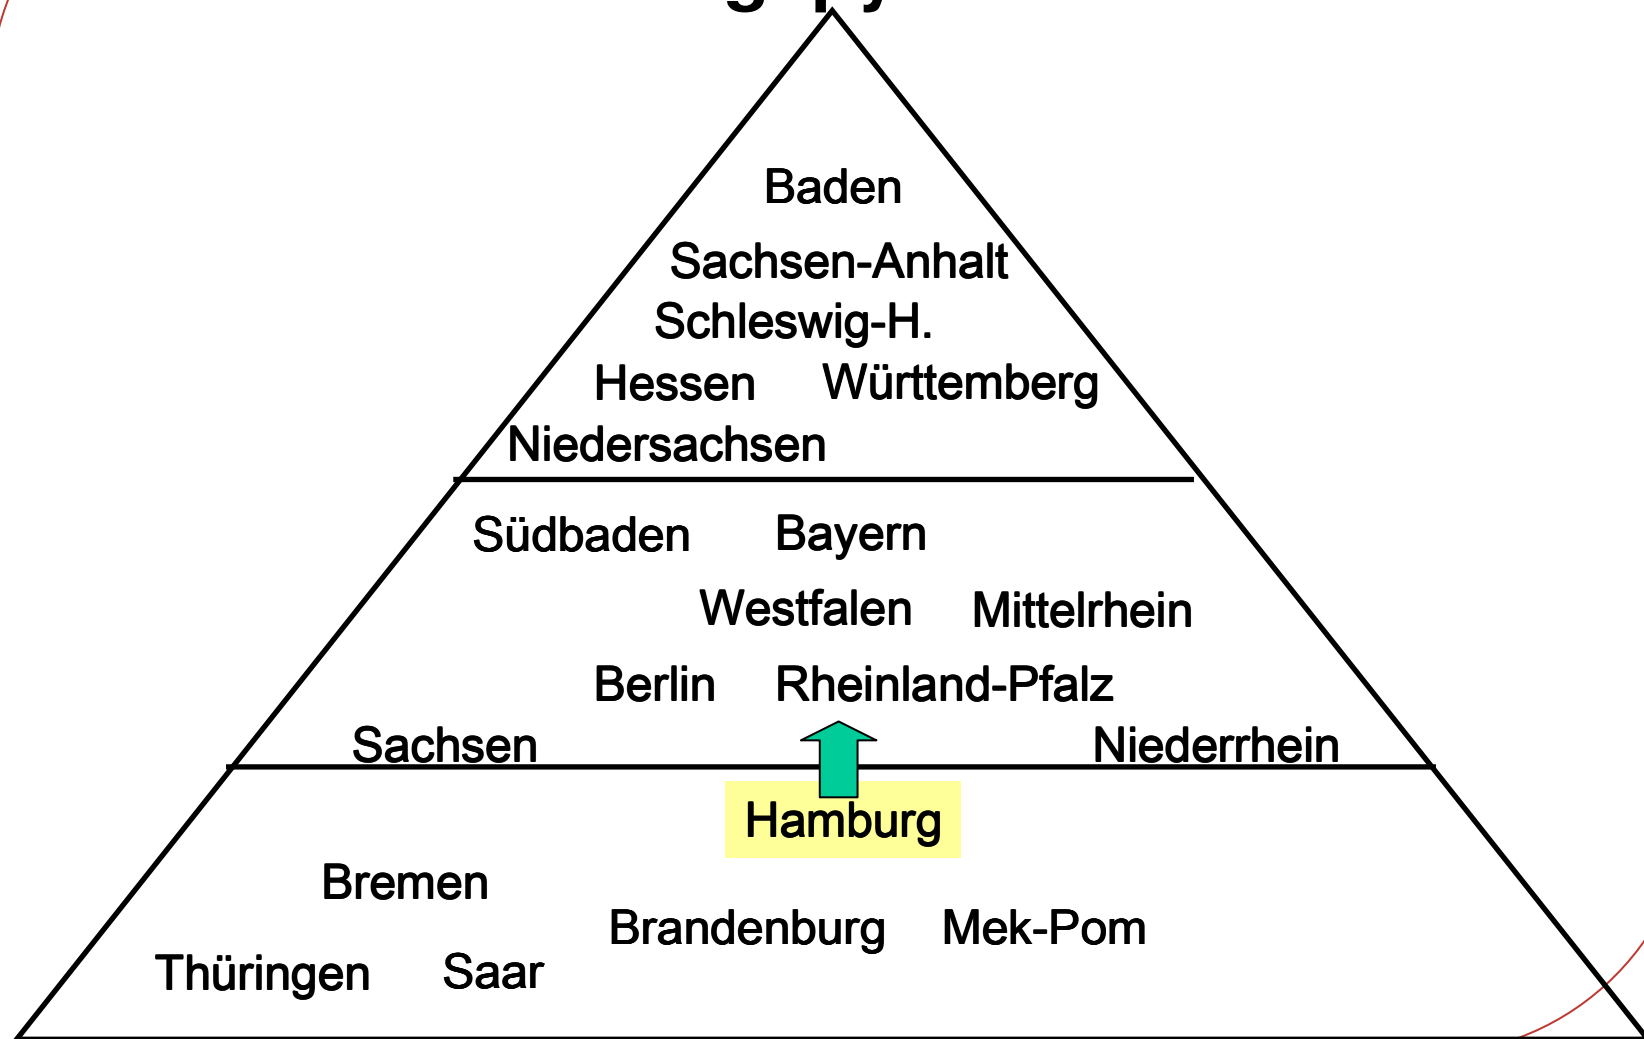 Baden
Sachsen-Anhalt
Schleswig-H.
Hessen Württemberg
Niedersachsen
Südbaden Bayern
Westfalen Mittelrhein
Berlin Rheinland-Pfalz
Sachsen Niederrhein
Hamburg
Bremen
Brandenburg Mek-Pom
Thüringen Saar